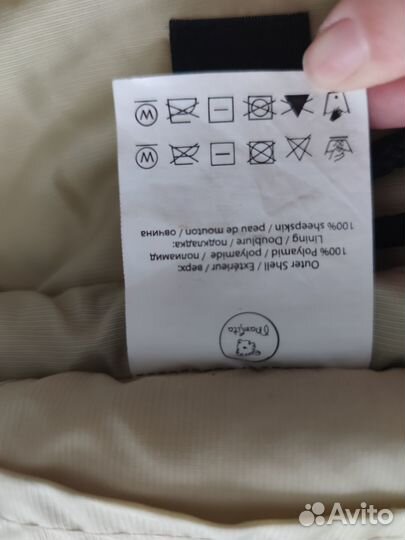 Outer Shell / Extérieur / верх:
100% Polyamid / polyamide / полиамид
Lining / Doublure / подкладка:
100% sheepskin / peau de mouton / овчина
W
W
Avito